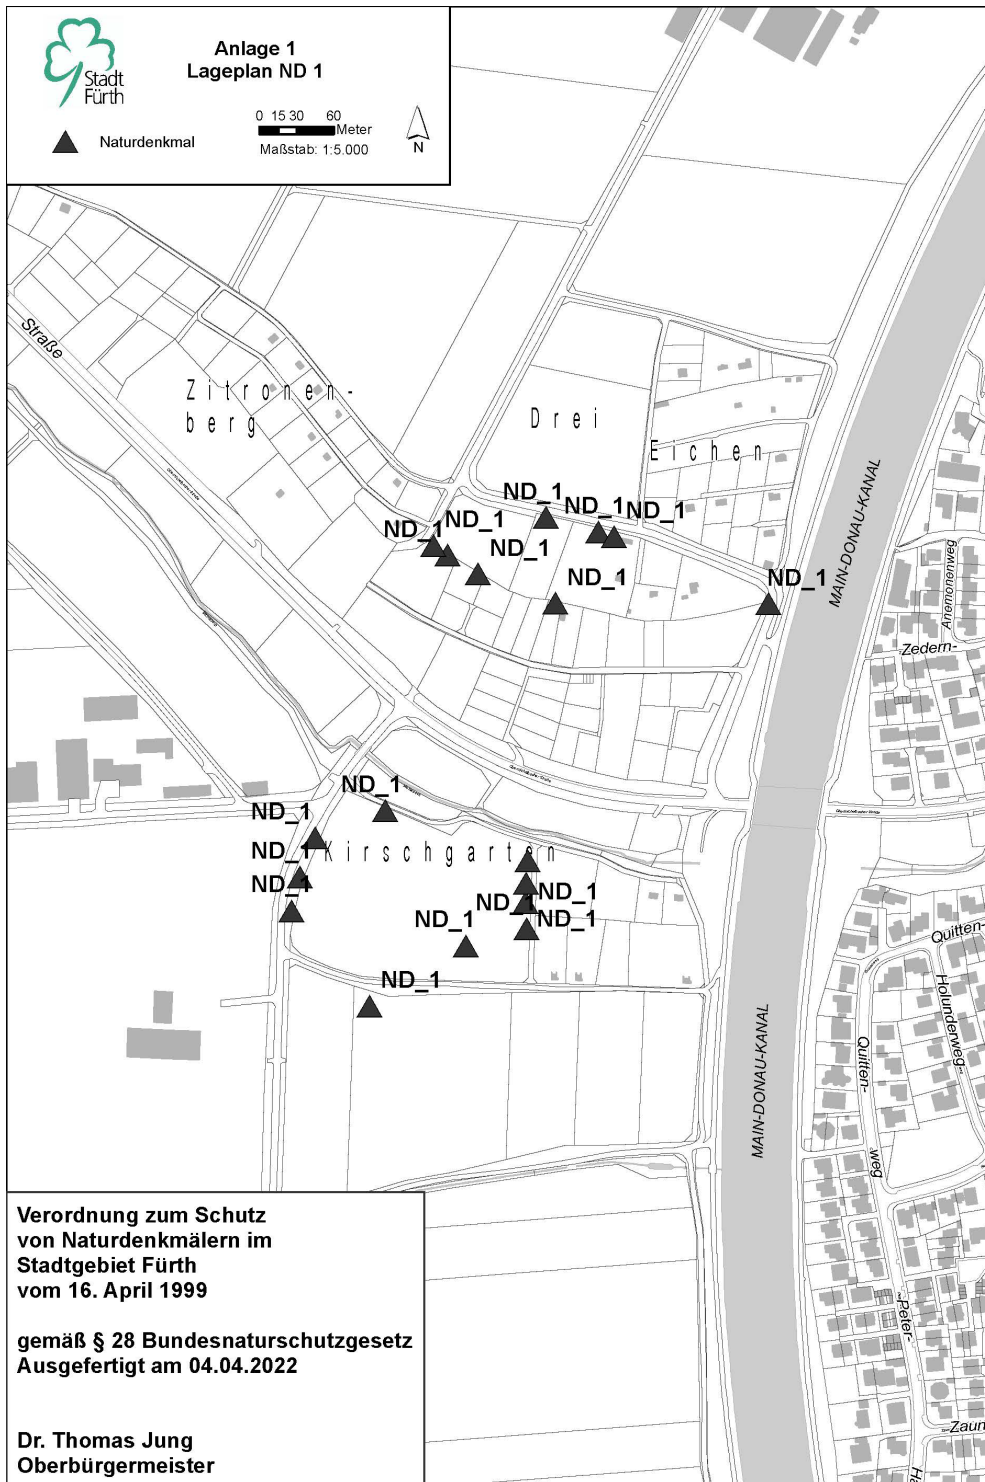 Anlage 1
Lageplan ND 1
Stadt
Fürth
0 15 30 60
Meter
Maßstab: 1:5.000
N
Naturdenkmal
Straße
Zitronen-
berg
Drei
Eichen
ND_1
ND_1
ND_1
ND_1
ND_1
ND_1
ND_1
ND_1
MAIN-DONAU-KANAL
Anemonenweg
Zedern-
ND_1
ND_1
ND_1
ND_1
Kirschgarten
ND_1
ND_1
ND_1
ND_1
ND_1
Quitten-
Holunderweg
Quitten-
weg
MAIN-DONAU-KANAL
Peter-
Zaun
Verordnung zum Schutz
von Naturdenkmälern im
Stadtgebiet Fürth
vom 16. April 1999
gemäß § 28 Bundesnaturschutzgesetz
Ausgefertigt am 04.04.2022
Dr. Thomas Jung
Oberbürgermeister